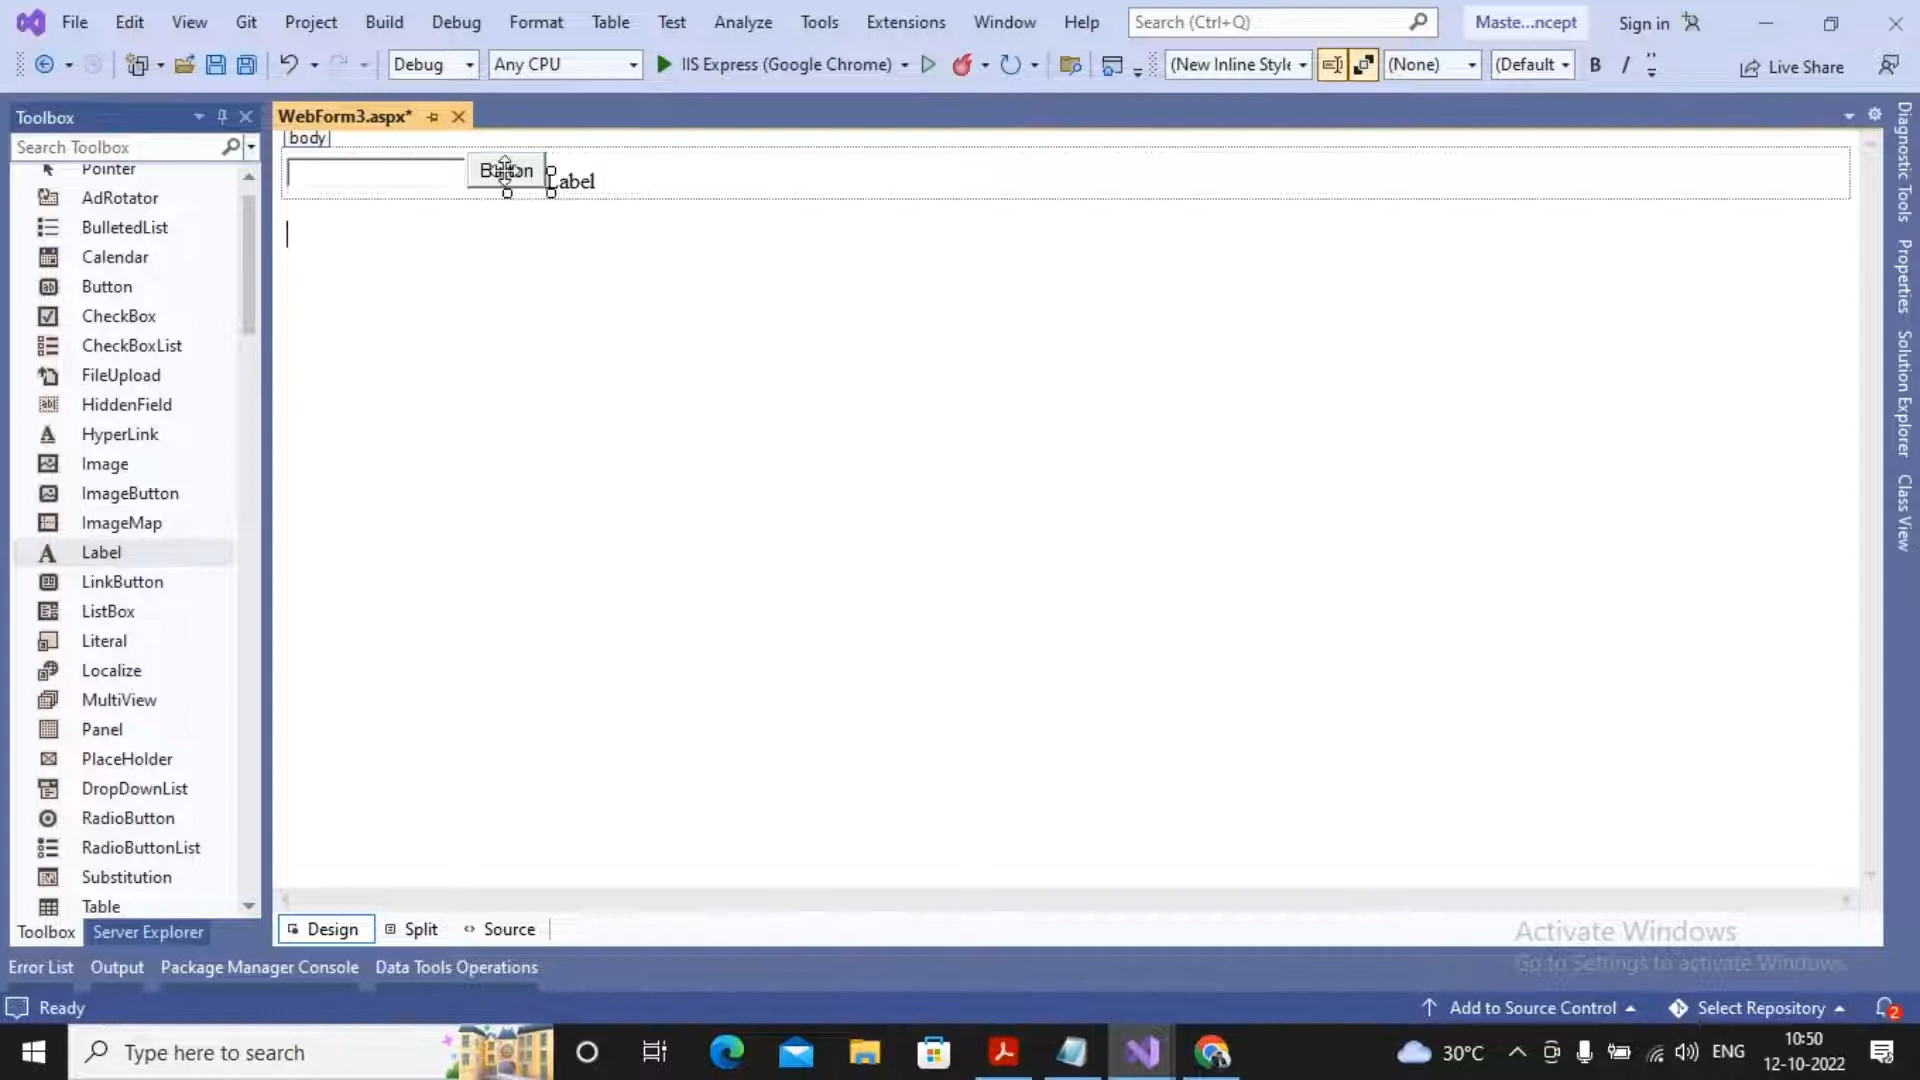 File Edit View Git Project Build Debug Format Table Test Analyze Tools Extensions Window Help Search (Ctrl+Q) Maste...ncept Sign in
Debug Any CPU IIS Express (Google Chrome) (New Inline Style (None) (Default B I
Live Share
Toolbox
WebForm3.aspx*
body
Search Toolbox
Button
Label
Pointer
AdRotator
BulletedList
Calendar
Button
CheckBox
CheckBoxList
FileUpload
HiddenField
HyperLink
Image
ImageButton
ImageMap
Label
LinkButton
ListBox
Literal
Localize
MultiView
Panel
PlaceHolder
DropDownList
RadioButton
RadioButtonList
Substitution
Table
Diagnostic Tools
Properties
Solution Explorer
Class View
Toolbox Server Explorer
Design Split Source
Activate Windows
Go to Settings to activate Windows.
Error List Output Package Manager Console Data Tools Operations
Ready Add to Source Control Select Repository 2
Type here to search
30°C ENG
10:50
12-10-2022